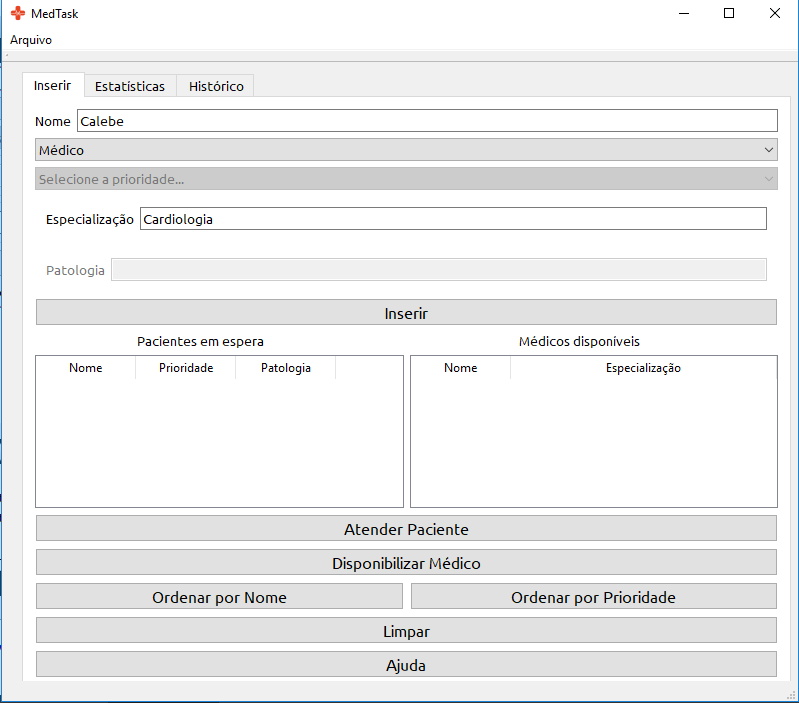 MedTask
Arquivo
Inserir Estatísticas Histórico
Nome Calebe
Médico
Selecione a prioridade...
Especialização Cardiologia
Patologia
Inserir
Pacientes em espera Médicos disponíveis
Nome Prioridade Patologia Nome Especialização
Atender Paciente
Disponibilizar Médico
Ordenar por Nome Ordenar por Prioridade
Limpar
Ajuda